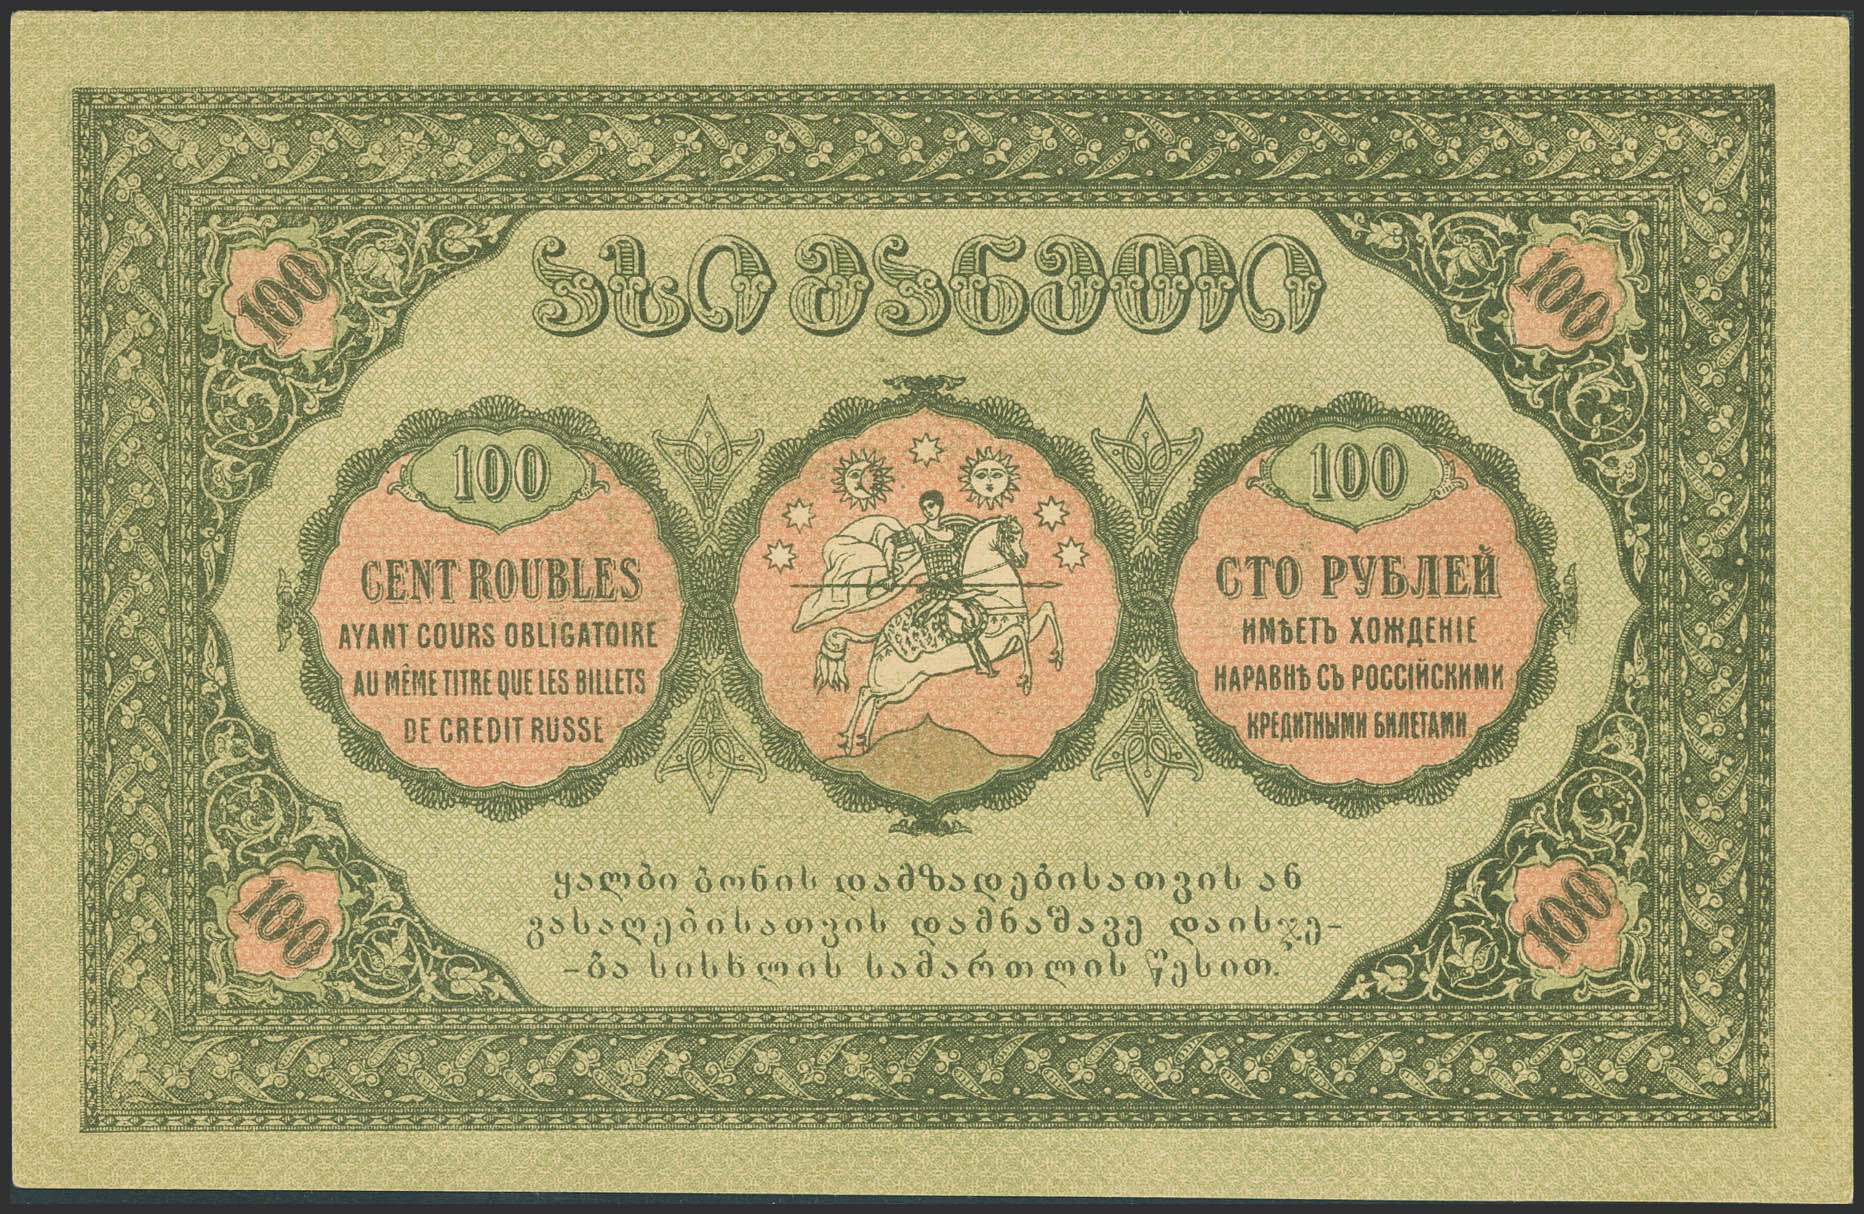 100
100
ასი მანეთი
100
CENT ROUBLES
AYANT COURS OBLIGATOIRE
AU MÊME TITRE QUE LES BILLETS
DE CREDIT RUSSE
100
СТО РУБЛЕЙ
ИМѢЕТЪ ХОЖДЕНІЕ
НАРАВНѢ СЪ РОССІЙСКИМИ
КРЕДИТНЫМИ БИЛЕТАМИ
ყალბი ბონის დამზადებისათვის ან
გასაღებისათვის დამნაშავე დაისჯე-
-ბა სისხლის სამართლის წესით.
100
100